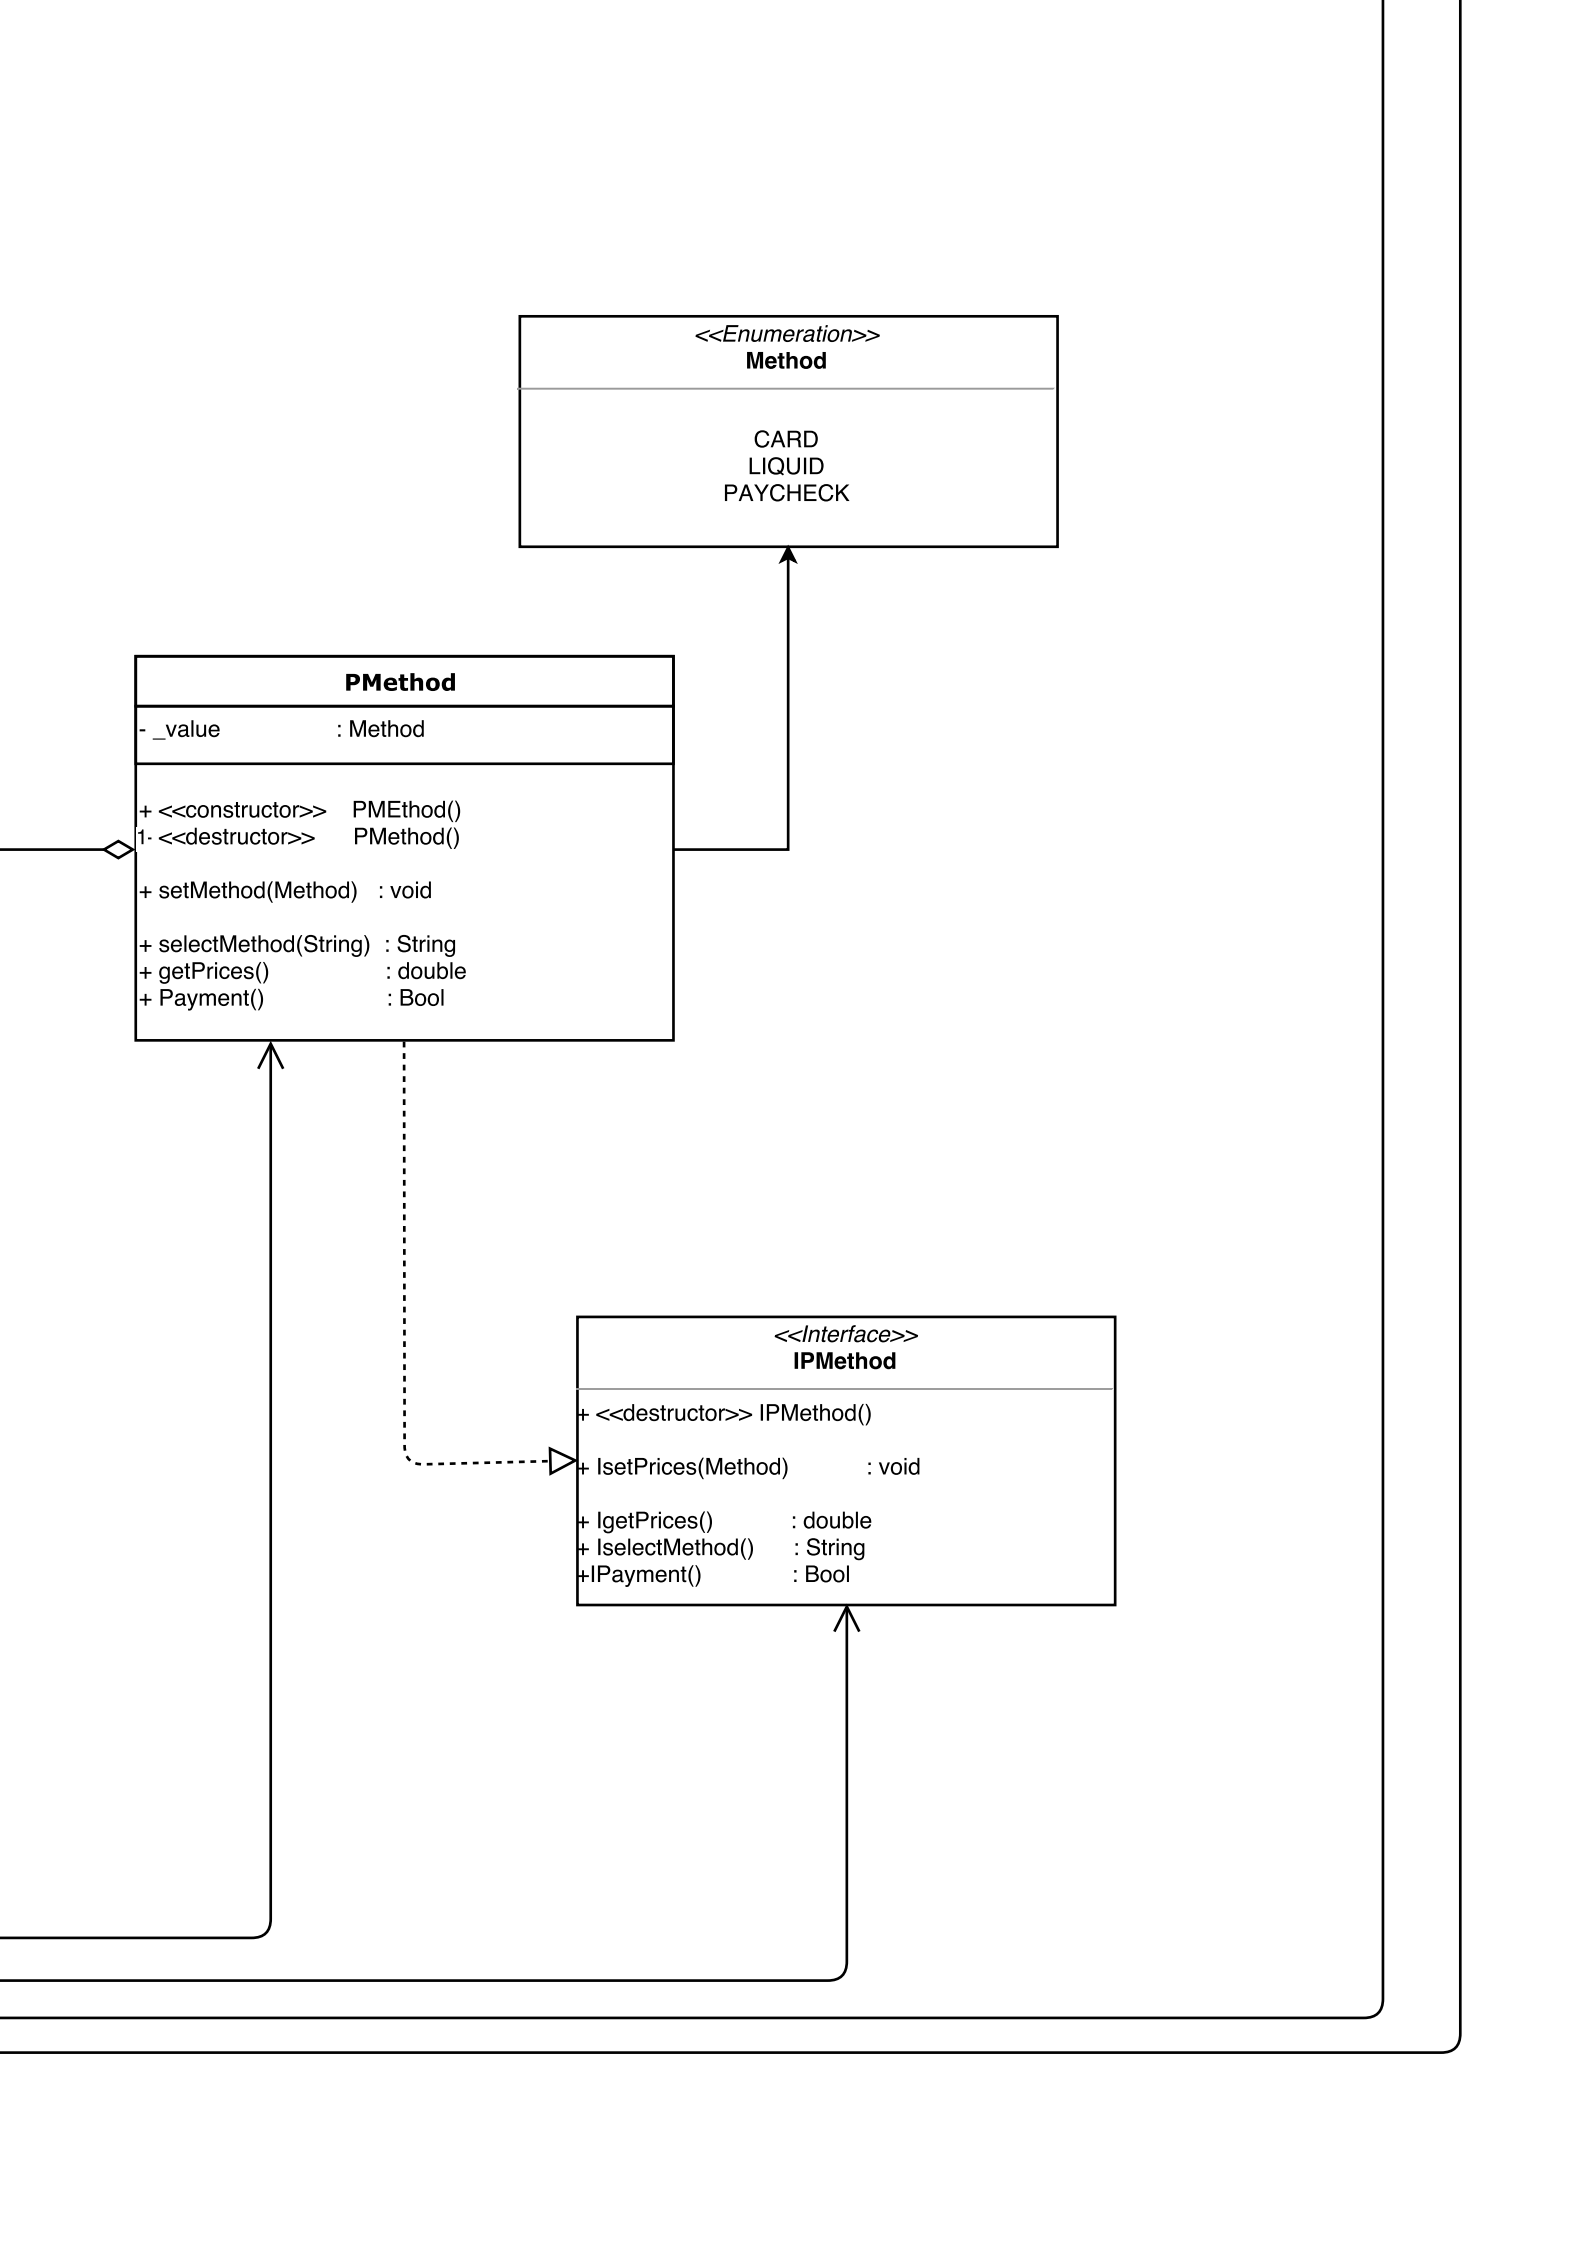 <<Enumeration>>
Method
CARD
LIQUID
PAYCHECK
PMethod
- _value : Method
+ <<constructor>> PMEthod()
1- <<destructor>> PMethod()
+ setMethod(Method) : void
+ selectMethod(String) : String
+ getPrices() : double
+ Payment() : Bool
<<Interface>>
IPMethod
+ <<destructor>> IPMethod()
+ IsetPrices(Method) : void
+ IgetPrices() : double
+ IselectMethod() : String
+IPayment() : Bool